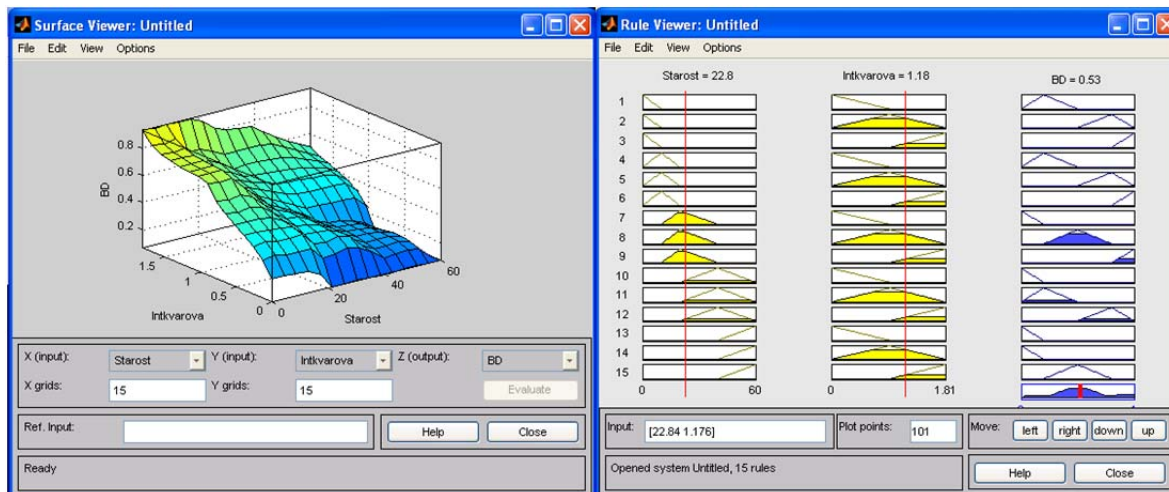 Surface Viewer: Untitled
File Edit View Options
0.8
0.6
0.4
0.2
BD
1.5
1
0.5
0
Intkvarova
0
20
40
60
Starost
X (input): Starost Y (input): Intkvarova Z (output): BD
X grids: 15 Y grids: 15 Evaluate
Ref. Input: Help Close
Ready
Rule Viewer: Untitled
File Edit View Options
Starost = 22.8 Intkvarova = 1.18 BD = 0.53
1
2
3
4
5
6
7
8
9
10
11
12
13
14
15
0 60 0 1.81
Input: [22.84 1.176] Plot points: 101 Move: left right down up
Opened system Untitled, 15 rules Help Close